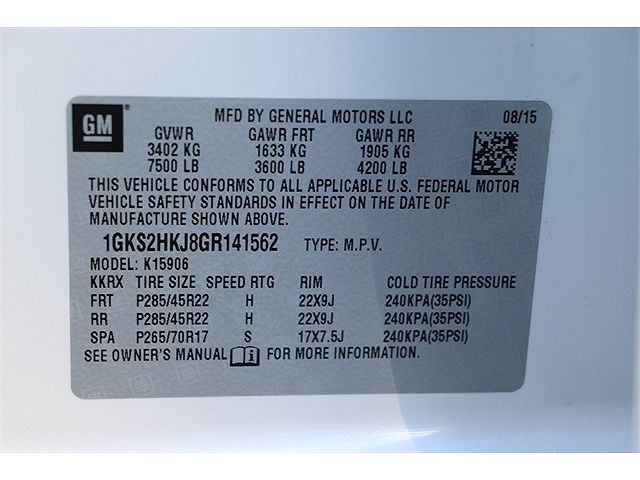 GM
MFD BY GENERAL MOTORS LLC 08/15
GVWR GAWR FRT GAWR RR
3402 KG 1633 KG 1905 KG
7500 LB 3600 LB 4200 LB
THIS VEHICLE CONFORMS TO ALL APPLICABLE U.S. FEDERAL MOTOR
VEHICLE SAFETY STANDARDS IN EFFECT ON THE DATE OF
MANUFACTURE SHOWN ABOVE.
1GKS2HKJ8GR141562 TYPE: M.P.V.
MODEL: K15906
KKRX TIRE SIZE SPEED RTG RIM COLD TIRE PRESSURE
FRT P285/45R22 H 22X9J 240KPA(35PSI)
RR P285/45R22 H 22X9J 240KPA(35PSI)
SPA P265/70R17 S 17X7.5J 240KPA(35PSI)
SEE OWNER'S MANUAL i FOR MORE INFORMATION.